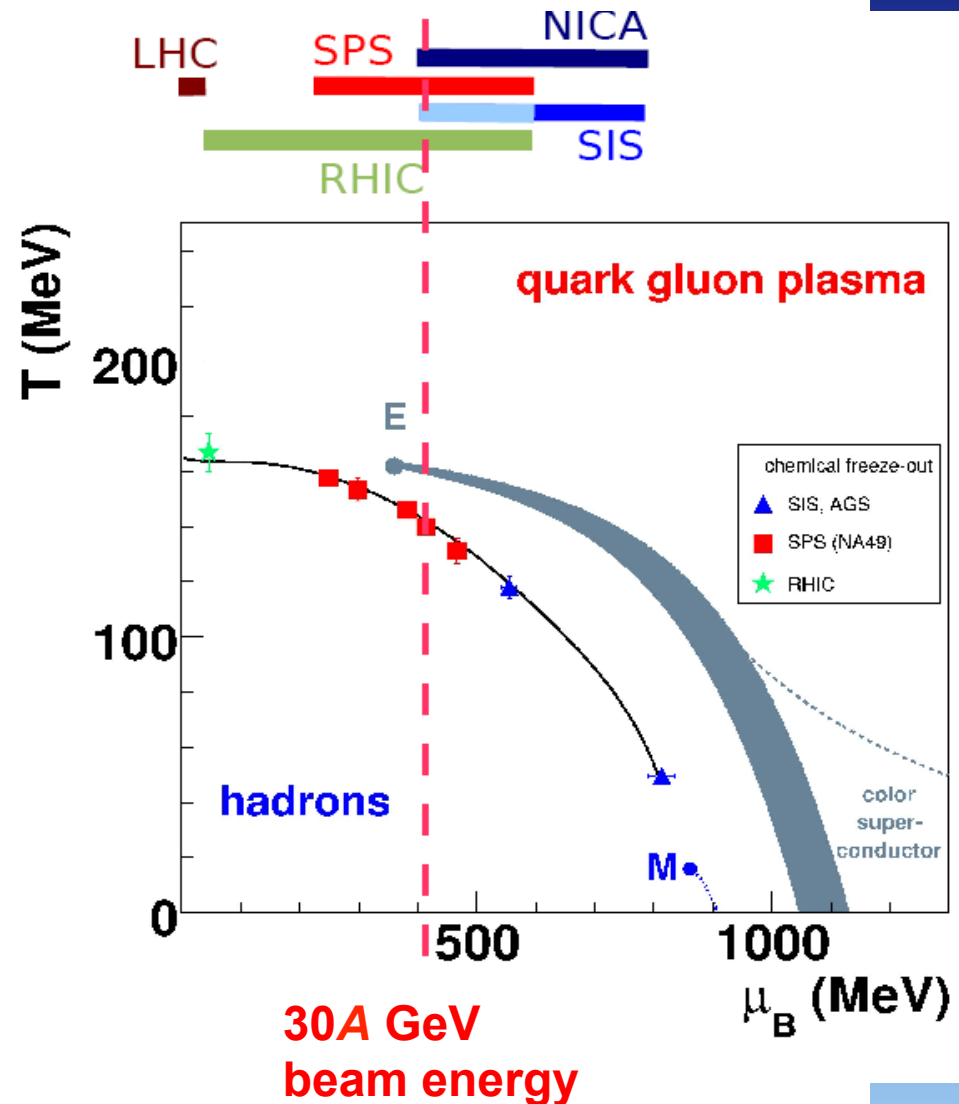 NICA
LHC
SPS
SIS
RHIC
T (MeV)
quark gluon plasma
200
E
chemical freeze-out
SIS, AGS
SPS (NA49)
RHIC
100
hadrons
color
super-
conductor
M
0
500
1000
μB (MeV)
30A GeV
beam energy